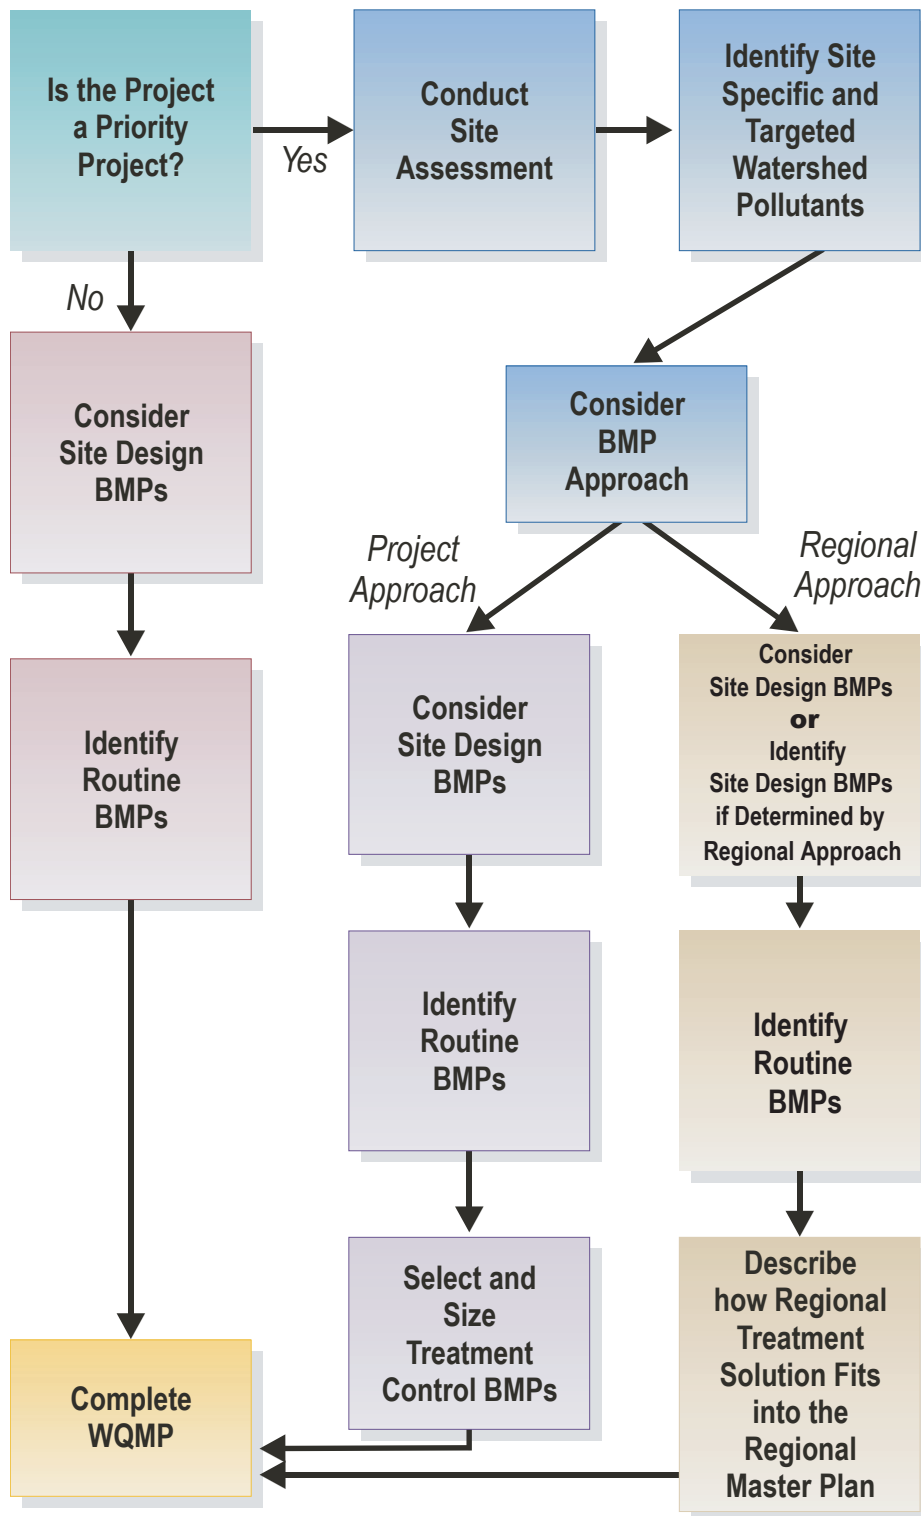 Is the Project
a Priority
Project?
Yes
Conduct
Site
Assessment
Identify Site
Specific and
Targeted
Watershed
Pollutants
No
Consider
Site Design
BMPs
Identify
Routine
BMPs
Consider
BMP
Approach
Project
Approach
Regional
Approach
Consider
Site Design
BMPs
Identify
Routine
BMPs
Select and
Size
Treatment
Control BMPs
Consider
Site Design BMPs
or
Identify
Site Design BMPs
if Determined by
Regional Approach
Identify
Routine
BMPs
Describe
how Regional
Treatment
Solution Fits
into the
Regional
Master Plan
Complete
WQMP